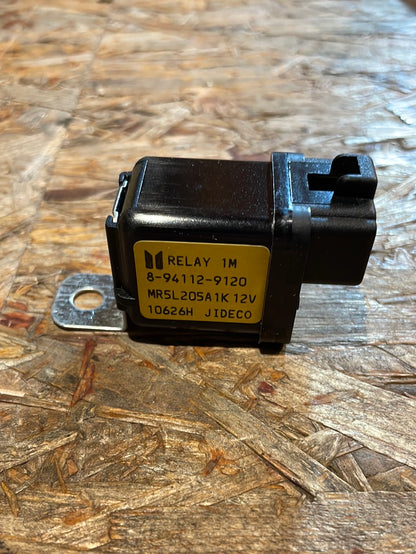 RELAY 1M
8-94112-9120
MR5L205A1K 12V
10626H JIDECO